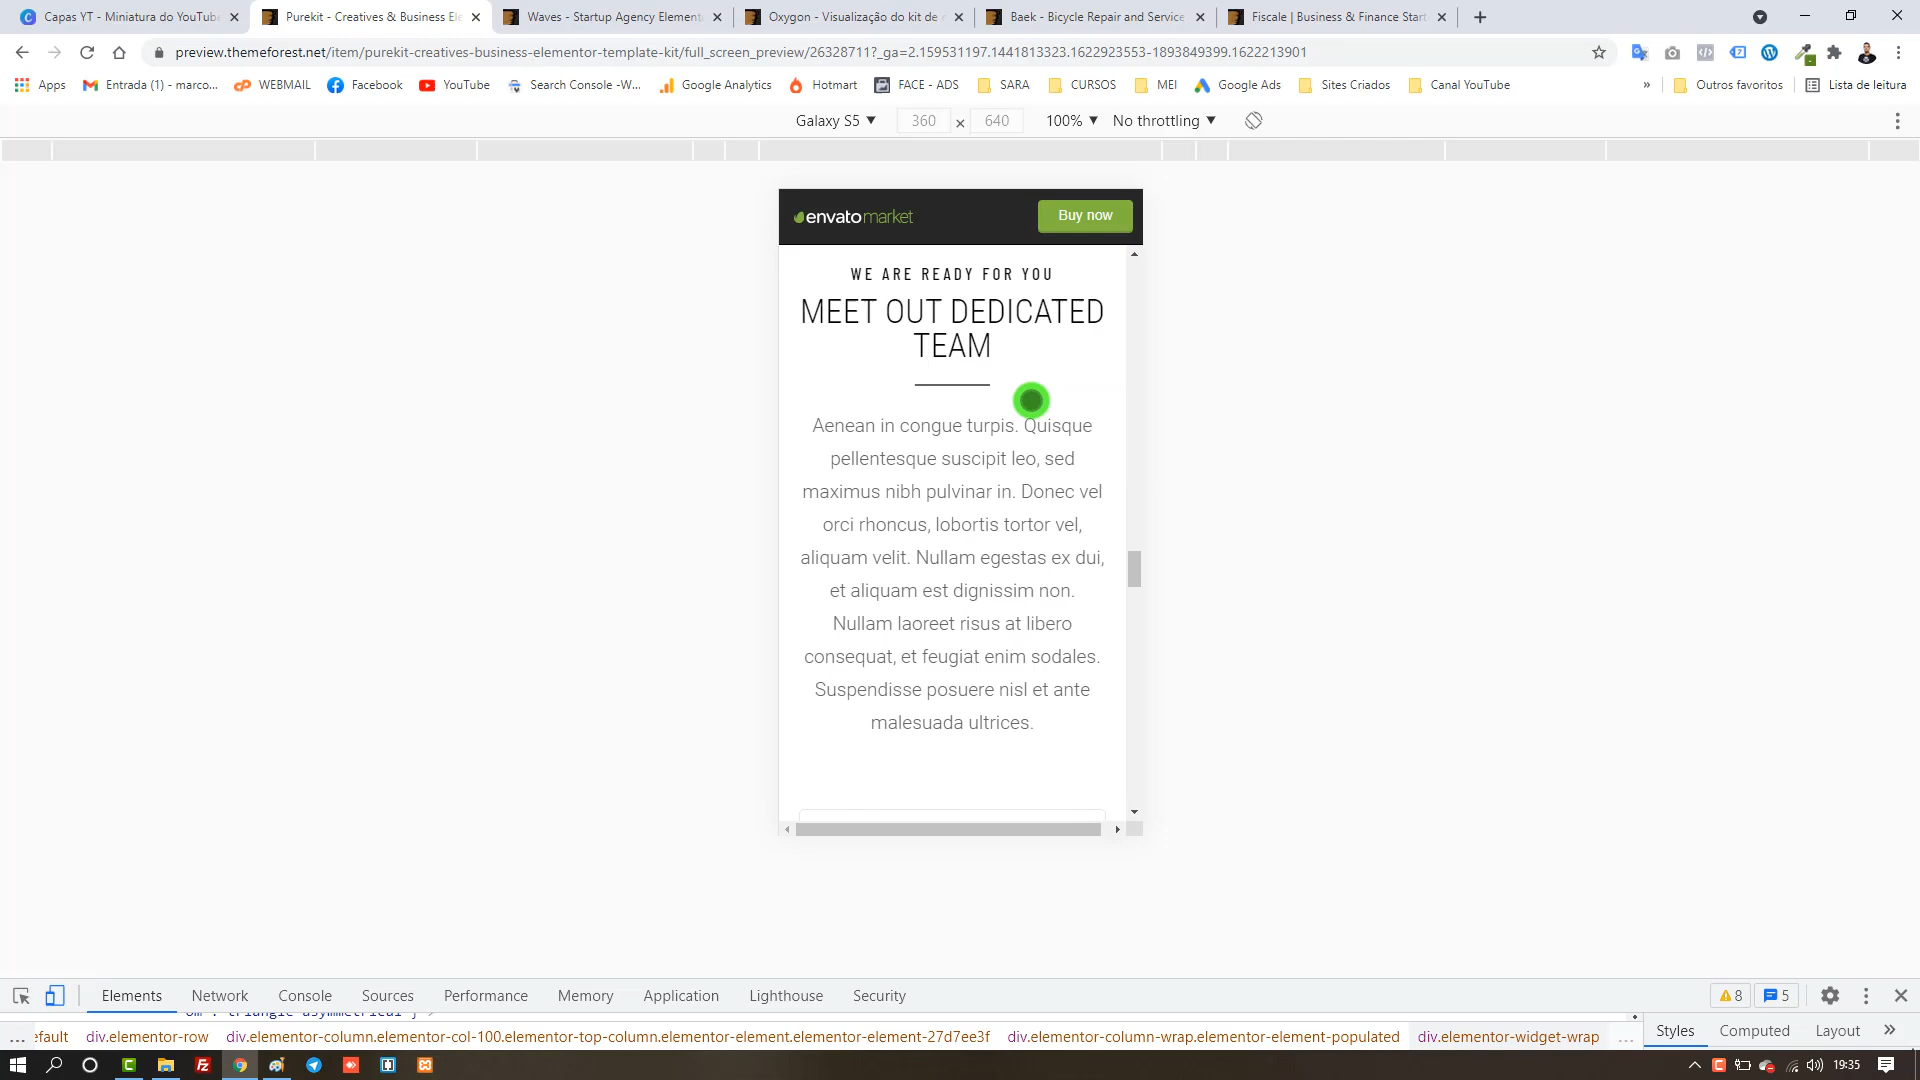 Capas YT - Miniatura do YouTube
Purekit - Creatives & Business Ele
Waves - Startup Agency Element
Oxygon - Visualização do kit de
Baek - Bicycle Repair and Service
Fiscale | Business & Finance Start
preview.themeforest.net/item/purekit-creatives-business-elementor-template-kit/full_screen_preview/26328711?_ga=2.159531197.1441813323.1622923553-1893849399.1622213901
Apps
Entrada (1) - marco...
WEBMAIL
Facebook
YouTube
Search Console -W...
Google Analytics
Hotmart
FACE - ADS
SARA
CURSOS
MEI
Google Ads
Sites Criados
Canal YouTube
»
Outros favoritos
Lista de leitura
Galaxy S5 ▼ 360 × 640 100% ▼ No throttling ▼
envatomarket
Buy now
WE ARE READY FOR YOU
MEET OUT DEDICATED
TEAM
Aenean in congue turpis. Quisque
pellentesque suscipit leo, sed
maximus nibh pulvinar in. Donec vel
orci rhoncus, lobortis tortor vel,
aliquam velit. Nullam egestas ex dui,
et aliquam est dignissim non.
Nullam laoreet risus at libero
consequat, et feugiat enim sodales.
Suspendisse posuere nisl et ante
malesuada ultrices.
Elements Network Console Sources Performance Memory Application Lighthouse Security
8
5
... efault div.elementor-row div.elementor-column.elementor-col-100.elementor-top-column.elementor-element.elementor-element-27d7ee3f div.elementor-column-wrap.elementor-element-populated div.elementor-widget-wrap ...
Styles Computed Layout »
19:35